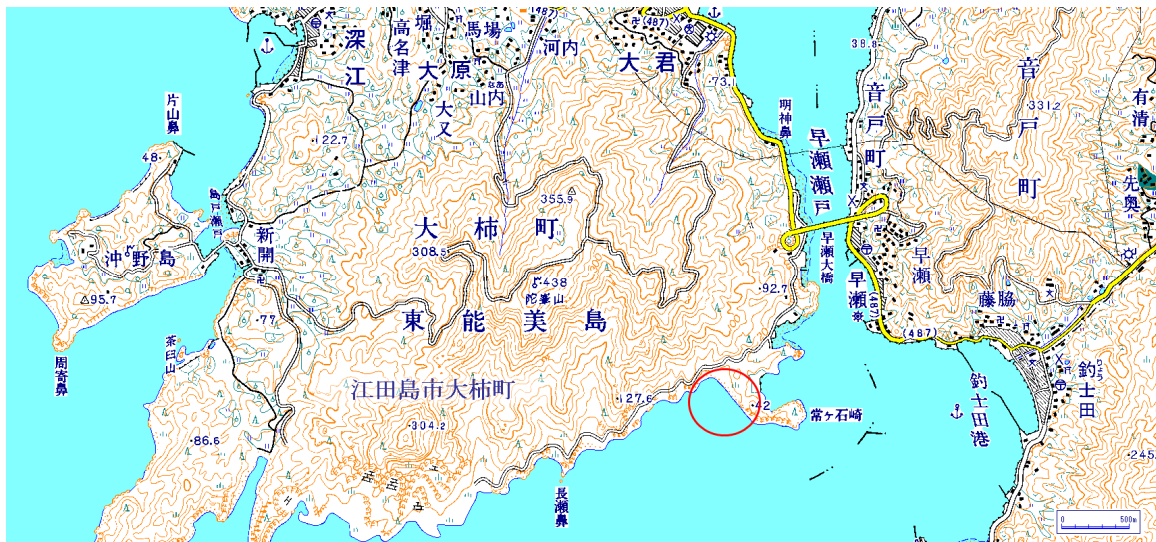 (487)
(487)
深江
高名津
堀
馬場
大原
山内
大又
河内
大君
73.1
38.8
音戸町
音戸町
331.2
有清
先奥
片山鼻
48
122.7
明神鼻
早瀬瀬戸
島戸瀬戸
355.9
大柿町
308.5
新開
沖野島
438
陀峯山
早瀬大橋
早瀬
早瀬
(487)
(487)
藤脇
92.7
95.7
77
東能美島
茶臼山
周寄鼻
江田島市大柿町
127.6
42
常ヶ石崎
釣士田港
釣士田
304.2
86.6
長瀬鼻
245
0
500m